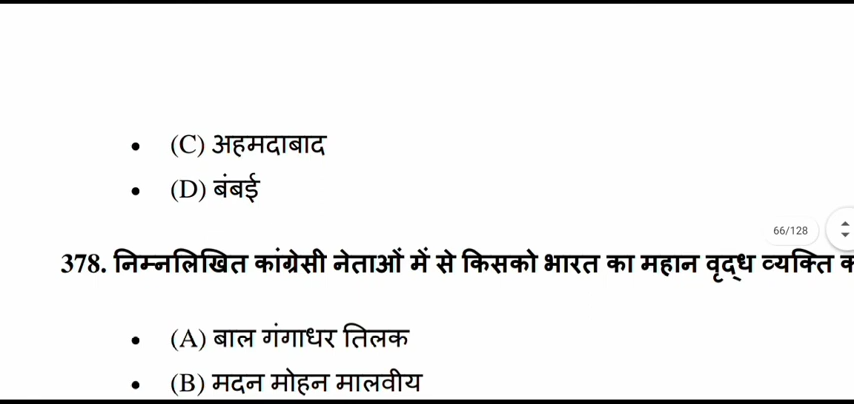 • (C) अहमदाबाद
• (D) बंबई
66/128
378. निम्नलिखित कांग्रेसी नेताओं में से किसको भारत का महान वृद्ध व्यक्ति
• (A) बाल गंगाधर तिलक
• (B) मदन मोहन मालवीय